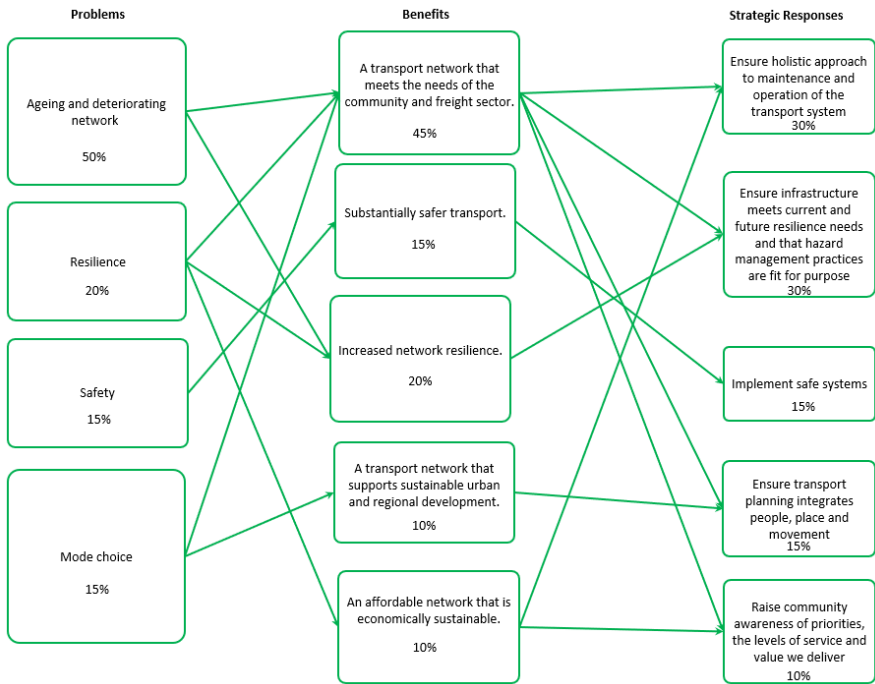 Problems
Benefits
Strategic Responses
Ageing and deteriorating
network
50%
Resilience
20%
Safety
15%
Mode choice
15%
A transport network that
meets the needs of the
community and freight sector.
45%
Substantially safer transport.
15%
Increased network resilience.
20%
A transport network that
supports sustainable urban
and regional development.
10%
An affordable network that is
economically sustainable.
10%
Ensure holistic approach
to maintenance and
operation of the
transport system
30%
Ensure infrastructure
meets current and
future resilience needs
and that hazard
management practices
are fit for purpose
30%
Implement safe systems
15%
Ensure transport
planning integrates
people, place and
movement
15%
Raise community
awareness of priorities,
the levels of service and
value we deliver
10%